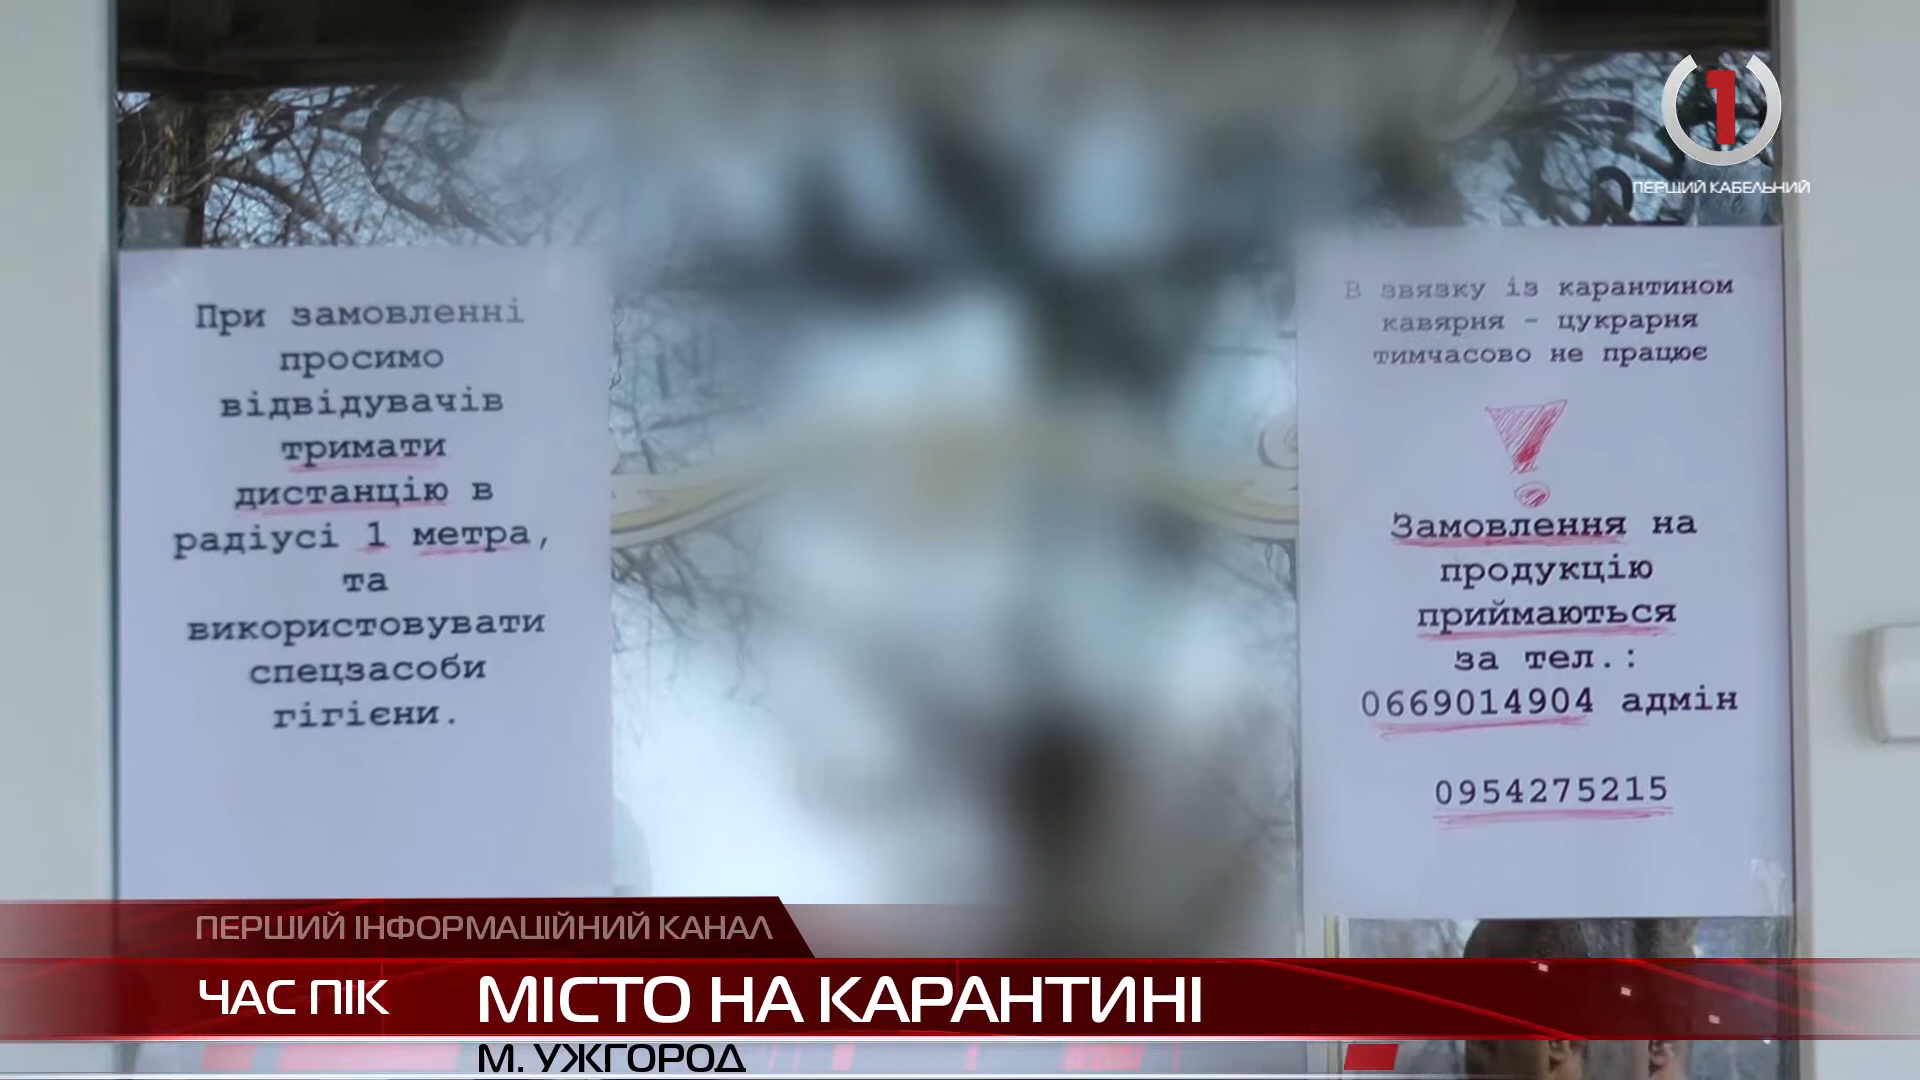 1
ПЕРШИЙ КАБЕЛЬНИЙ
При замовленні
просимо
відвідувачів
тримати
дистанцію в
радіусі 1 метра,
та
використовувати
спецзасоби
гігієни.
В звязку із карантином
кавярня - цукрарня
тимчасово не працює
!
Замовлення на
продукцію
приймаються
за тел.:
0669014904 адмін
0954275215
ПЕРШИЙ ІНФОРМАЦІЙНИЙ КАНАЛ
ЧАС ПІК
МІСТО НА КАРАНТИНІ
М. УЖГОРОД